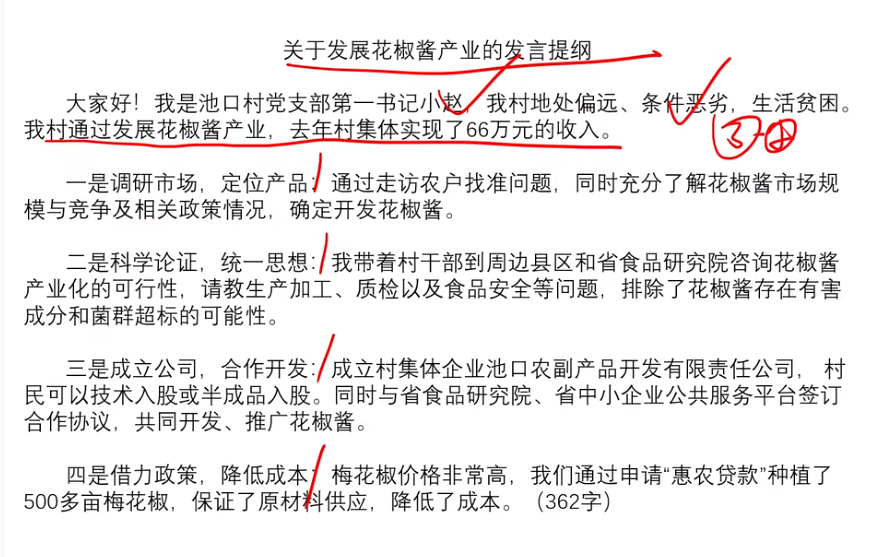 关于发展花椒酱产业的发言提纲
大家好！我是池口村党支部第一书记小赵，我村地处偏远、条件恶劣，生活贫困。
我村通过发展花椒酱产业，去年村集体实现了66万元的收入。
一是调研市场，定位产品：通过走访农户找准问题，同时充分了解花椒酱市场规
模与竞争及相关政策情况，确定开发花椒酱。
二是科学论证，统一思想：我带着村干部到周边县区和省食品研究院咨询花椒酱
产业化的可行性，请教生产加工、质检以及食品安全等问题，排除了花椒酱存在有害
成分和菌群超标的可能性。
三是成立公司，合作开发：成立村集体企业池口农副产品开发有限责任公司， 村
民可以技术入股或半成品入股。同时与省食品研究院、省中小企业公共服务平台签订
合作协议，共同开发、推广花椒酱。
四是借力政策，降低成本：梅花椒价格非常高，我们通过申请“惠农贷款”种植了
500多亩梅花椒，保证了原材料供应，降低了成本。（362字）